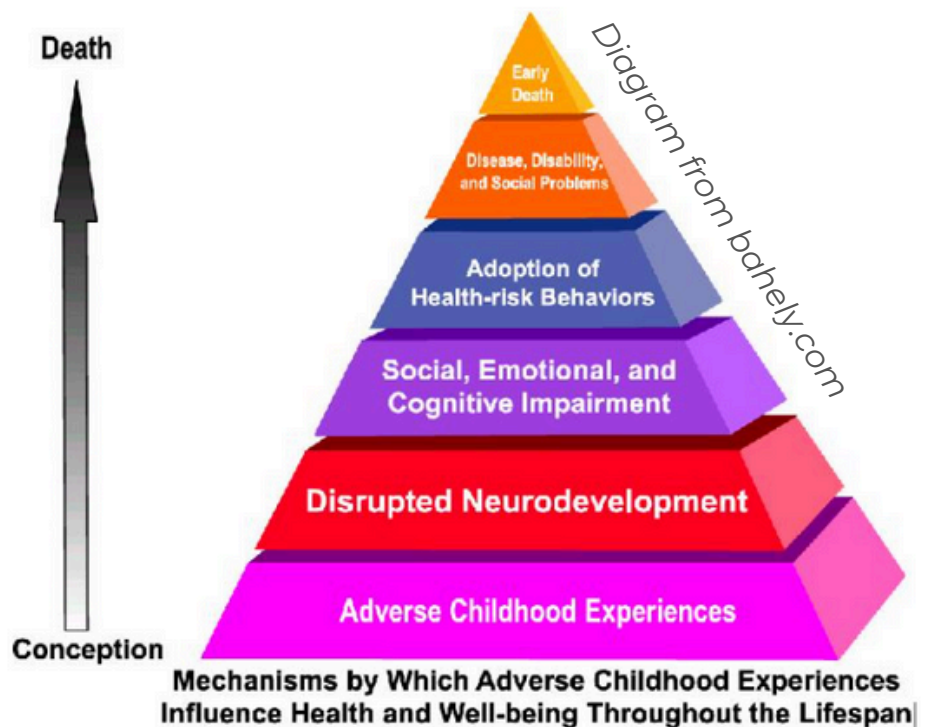 Death
Early
Death
Disease, Disability,
and Social Problems
Adoption of
Health-risk Behaviors
Social, Emotional, and
Cognitive Impairment
Disrupted Neurodevelopment
Adverse Childhood Experiences
Conception
Mechanisms by Which Adverse Childhood Experiences
Influence Health and Well-being Throughout the Lifespan
Diagram from bahely.com